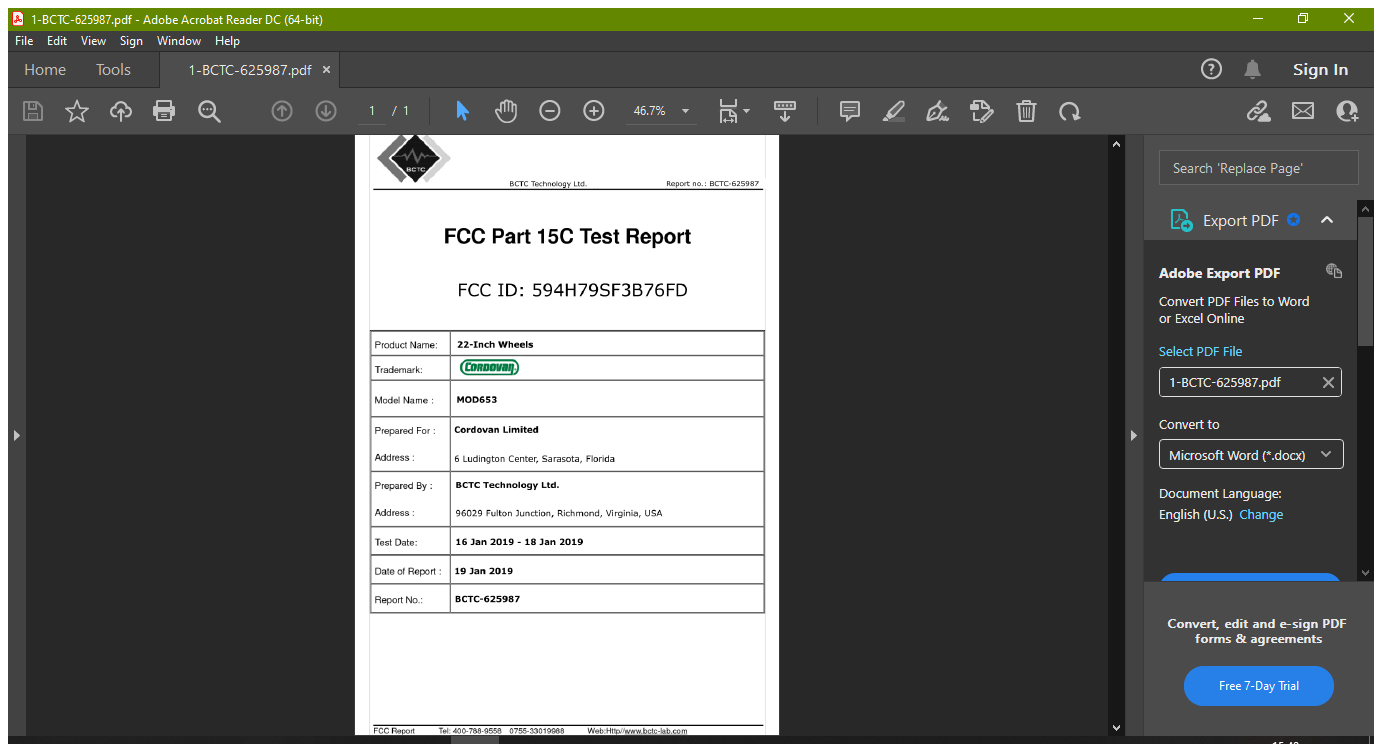 1-BCTC-625987.pdf - Adobe Acrobat Reader DC (64-bit)
File Edit View Sign Window Help
Home Tools 1-BCTC-625987.pdf × Sign In
1 / 1 46.7%
BCTC
BCTC Technology Ltd. Report no.: BCTC-625987
FCC Part 15C Test Report
FCC ID: 594H79SF3B76FD
Product Name: 22-Inch Wheels
Trademark: CORDOVAN
Model Name : MOD653
Prepared For : Cordovan Limited
Address : 6 Ludington Center, Sarasota, Florida
Prepared By : BCTC Technology Ltd.
Address : 96029 Fulton Junction, Richmond, Virginia, USA
Test Date: 16 Jan 2019 - 18 Jan 2019
Date of Report : 19 Jan 2019
Report No.: BCTC-625987
FCC Report Tel: 400-788-9558 0755-33019988 Web:Http//www.bctc-lab.com
Search 'Replace Page'
Export PDF
Adobe Export PDF
Convert PDF Files to Word
or Excel Online
Select PDF File
1-BCTC-625987.pdf
Convert to
Microsoft Word (*.docx)
Document Language:
English (U.S.) Change
Convert, edit and e-sign PDF
forms & agreements
Free 7-Day Trial